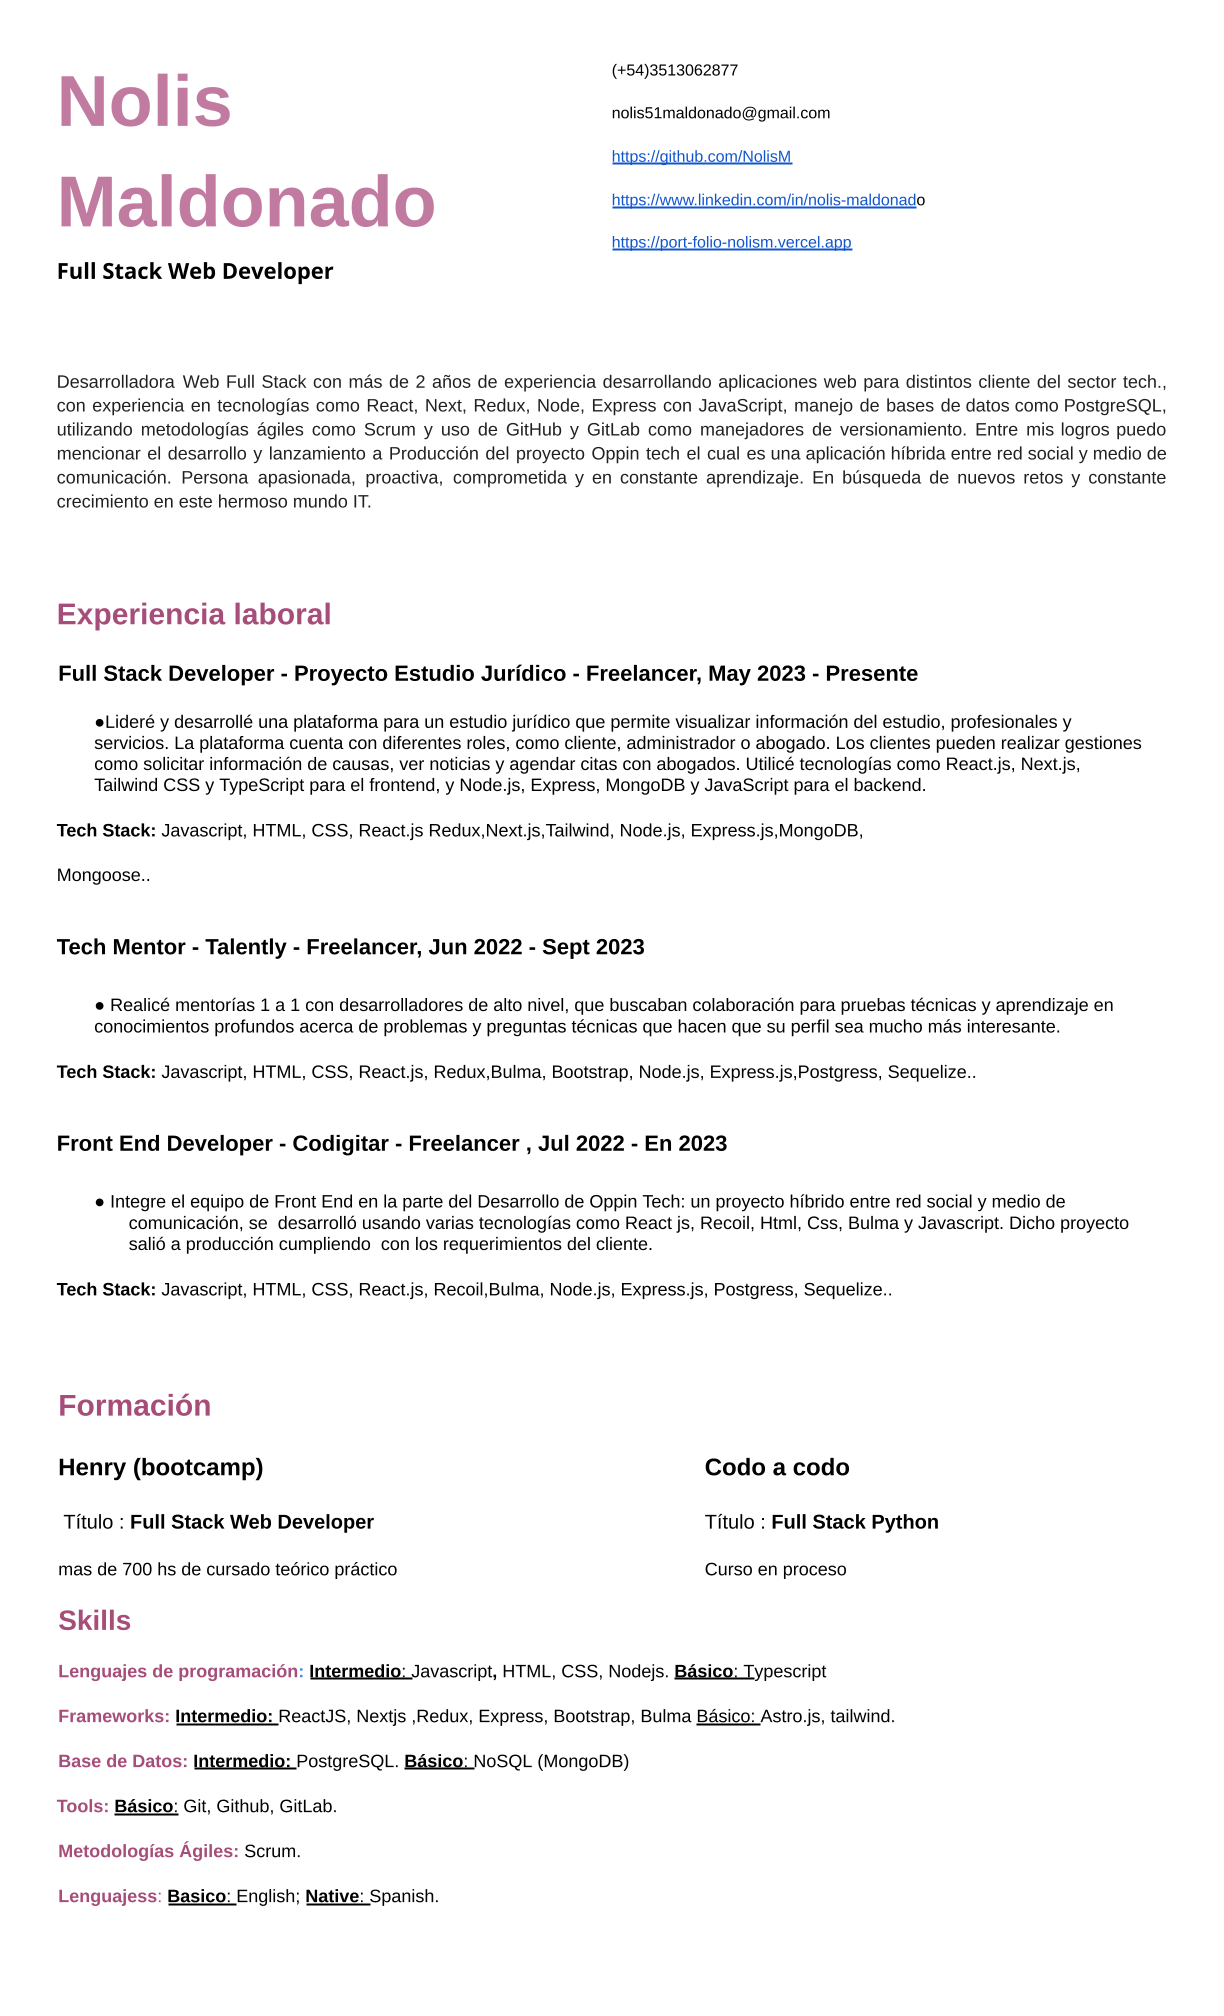 Nolis
Maldonado
Full Stack Web Developer
(+54)3513062877
nolis51maldonado@gmail.com
https://github.com/NolisM
https://www.linkedin.com/in/nolis-maldonado
https://port-folio-nolism.vercel.app
Desarrolladora Web Full Stack con más de 2 años de experiencia desarrollando aplicaciones web para distintos cliente del sector tech.,
con experiencia en tecnologías como React, Next, Redux, Node, Express con JavaScript, manejo de bases de datos como PostgreSQL,
utilizando metodologías ágiles como Scrum y uso de GitHub y GitLab como manejadores de versionamiento. Entre mis logros puedo
mencionar el desarrollo y lanzamiento a Producción del proyecto Oppin tech el cual es una aplicación híbrida entre red social y medio de
comunicación. Persona apasionada, proactiva, comprometida y en constante aprendizaje. En búsqueda de nuevos retos y constante
crecimiento en este hermoso mundo IT.
Experiencia laboral
Full Stack Developer - Proyecto Estudio Jurídico - Freelancer, May 2023 - Presente
●Lideré y desarrollé una plataforma para un estudio jurídico que permite visualizar información del estudio, profesionales y
servicios. La plataforma cuenta con diferentes roles, como cliente, administrador o abogado. Los clientes pueden realizar gestiones
como solicitar información de causas, ver noticias y agendar citas con abogados. Utilicé tecnologías como React.js, Next.js,
Tailwind CSS y TypeScript para el frontend, y Node.js, Express, MongoDB y JavaScript para el backend.
Tech Stack: Javascript, HTML, CSS, React.js Redux,Next.js,Tailwind, Node.js, Express.js,MongoDB,
Mongoose..
Tech Mentor - Talently - Freelancer, Jun 2022 - Sept 2023
● Realicé mentorías 1 a 1 con desarrolladores de alto nivel, que buscaban colaboración para pruebas técnicas y aprendizaje en
conocimientos profundos acerca de problemas y preguntas técnicas que hacen que su perfil sea mucho más interesante.
Tech Stack: Javascript, HTML, CSS, React.js, Redux,Bulma, Bootstrap, Node.js, Express.js,Postgress, Sequelize..
Front End Developer - Codigitar - Freelancer , Jul 2022 - En 2023
● Integre el equipo de Front End en la parte del Desarrollo de Oppin Tech: un proyecto híbrido entre red social y medio de
comunicación, se desarrolló usando varias tecnologías como React js, Recoil, Html, Css, Bulma y Javascript. Dicho proyecto
salió a producción cumpliendo con los requerimientos del cliente.
Tech Stack: Javascript, HTML, CSS, React.js, Recoil,Bulma, Node.js, Express.js, Postgress, Sequelize..
Formación
Henry (bootcamp)
Título : Full Stack Web Developer
mas de 700 hs de cursado teórico práctico
Codo a codo
Título : Full Stack Python
Curso en proceso
Skills
Lenguajes de programación: Intermedio: Javascript, HTML, CSS, Nodejs. Básico: Typescript
Frameworks: Intermedio: ReactJS, Nextjs ,Redux, Express, Bootstrap, Bulma Básico: Astro.js, tailwind.
Base de Datos: Intermedio: PostgreSQL. Básico: NoSQL (MongoDB)
Tools: Básico: Git, Github, GitLab.
Metodologías Ágiles: Scrum.
Lenguajess: Basico: English; Native: Spanish.